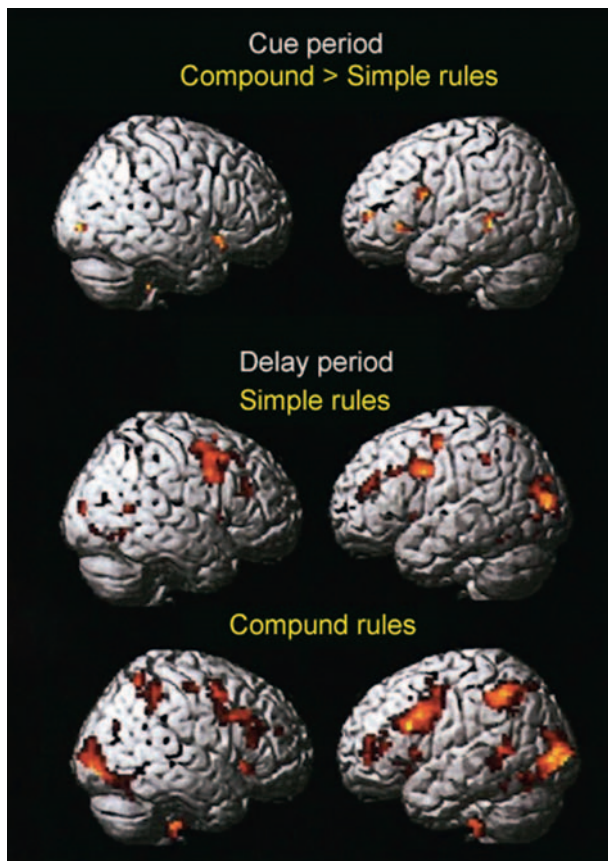 Cue period
Compound > Simple rules
Delay period
Simple rules
Compund rules